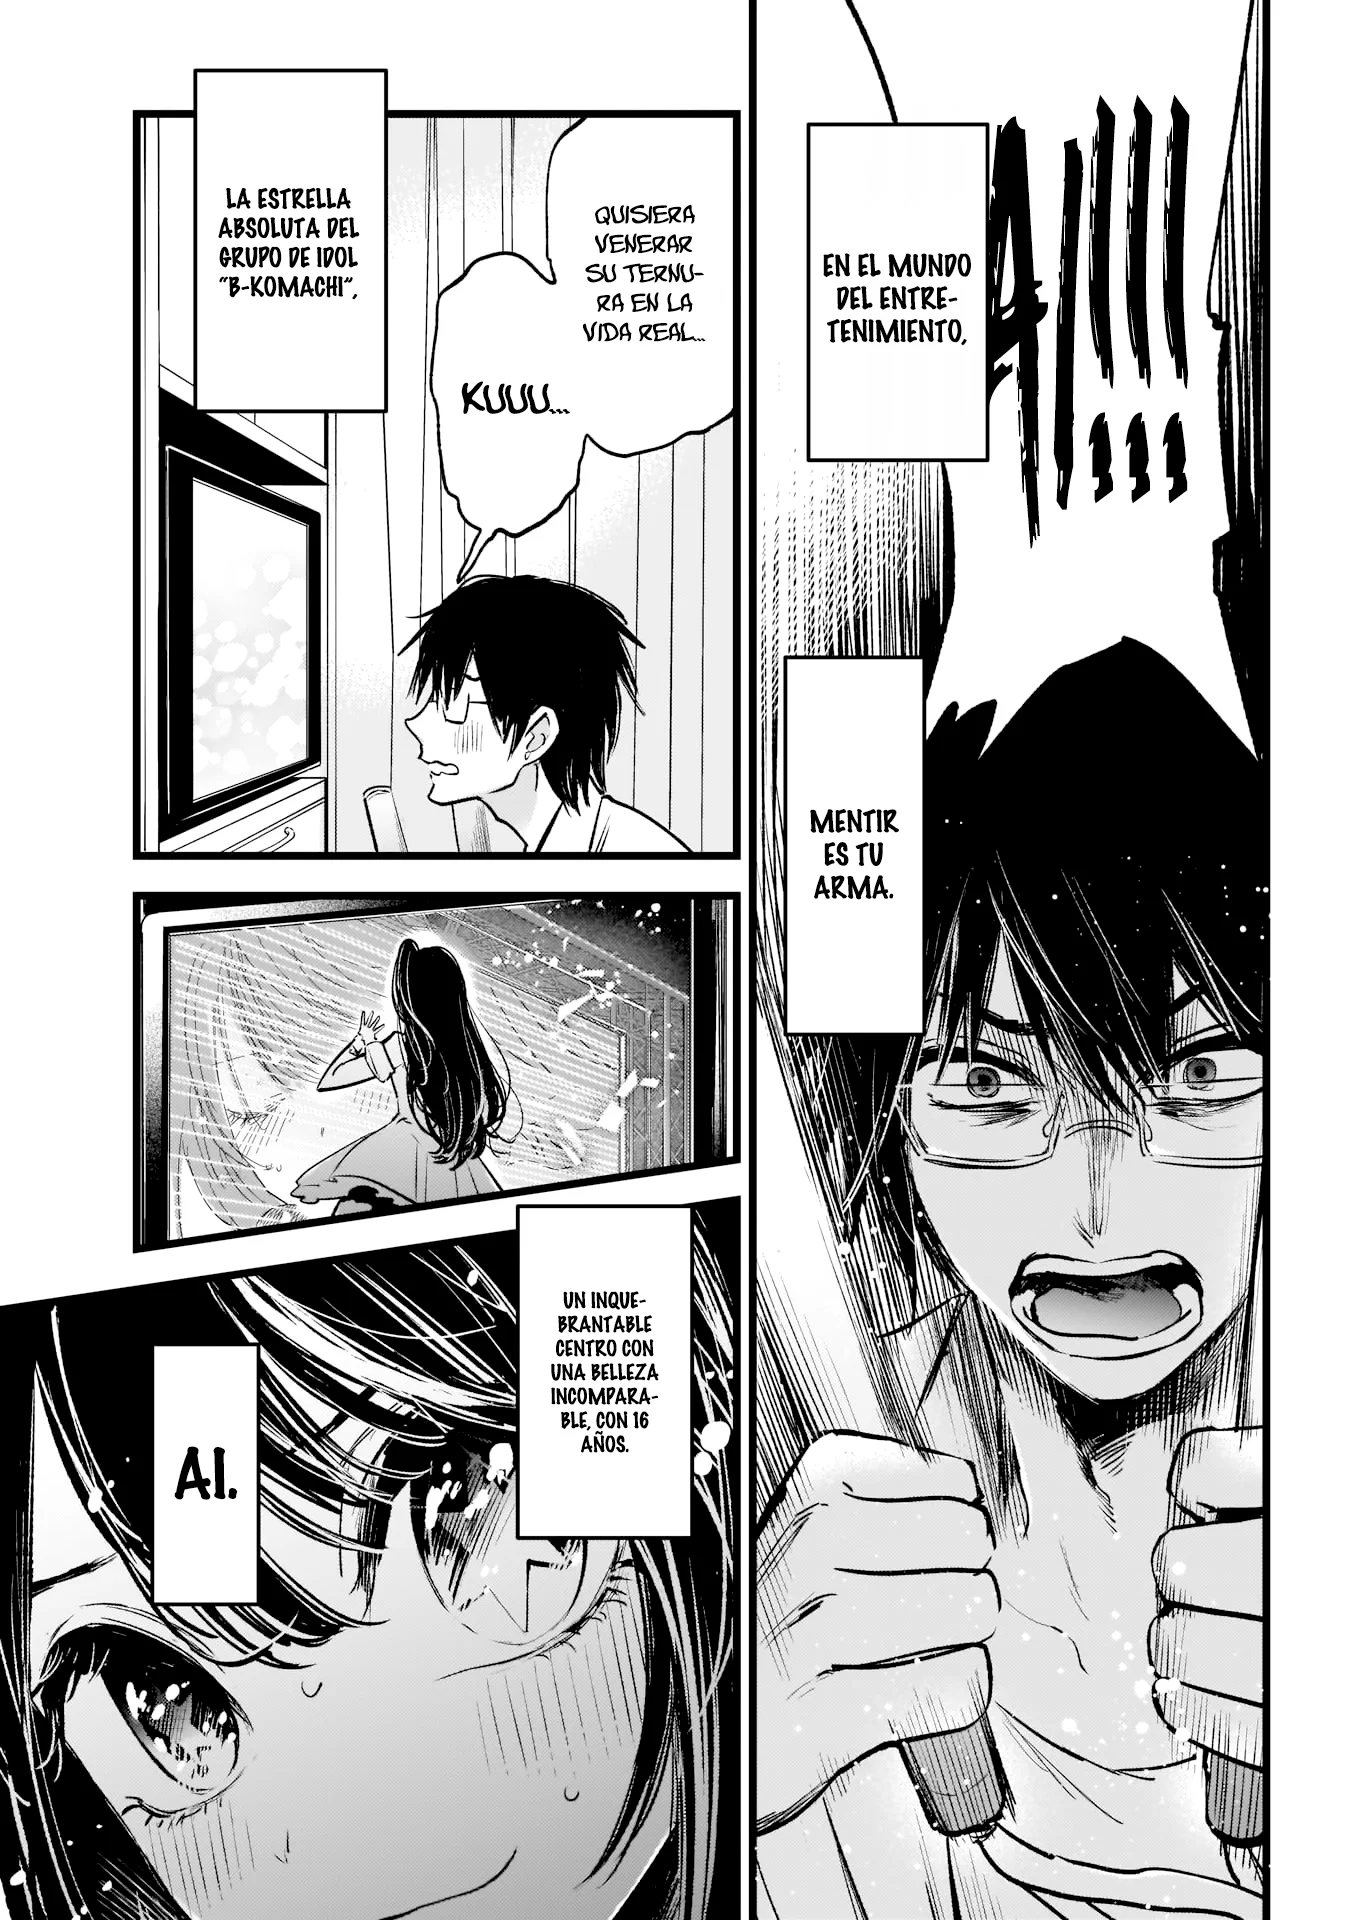 AI!!!
EN EL MUNDO
DEL ENTRE-
TENIMIENTO,
MENTIR
ES TU
ARMA.
QUISIERA
VENERAR
SU TERNU-
RA EN LA
VIDA REAL...
KUUU...
LA ESTRELLA
ABSOLUTA DEL
GRUPO DE IDOL
"B-KOMACHI",
UN INQUE-
BRANTABLE
CENTRO CON
UNA BELLEZA
INCOMPARA-
BLE, CON 16
AÑOS.
AI.